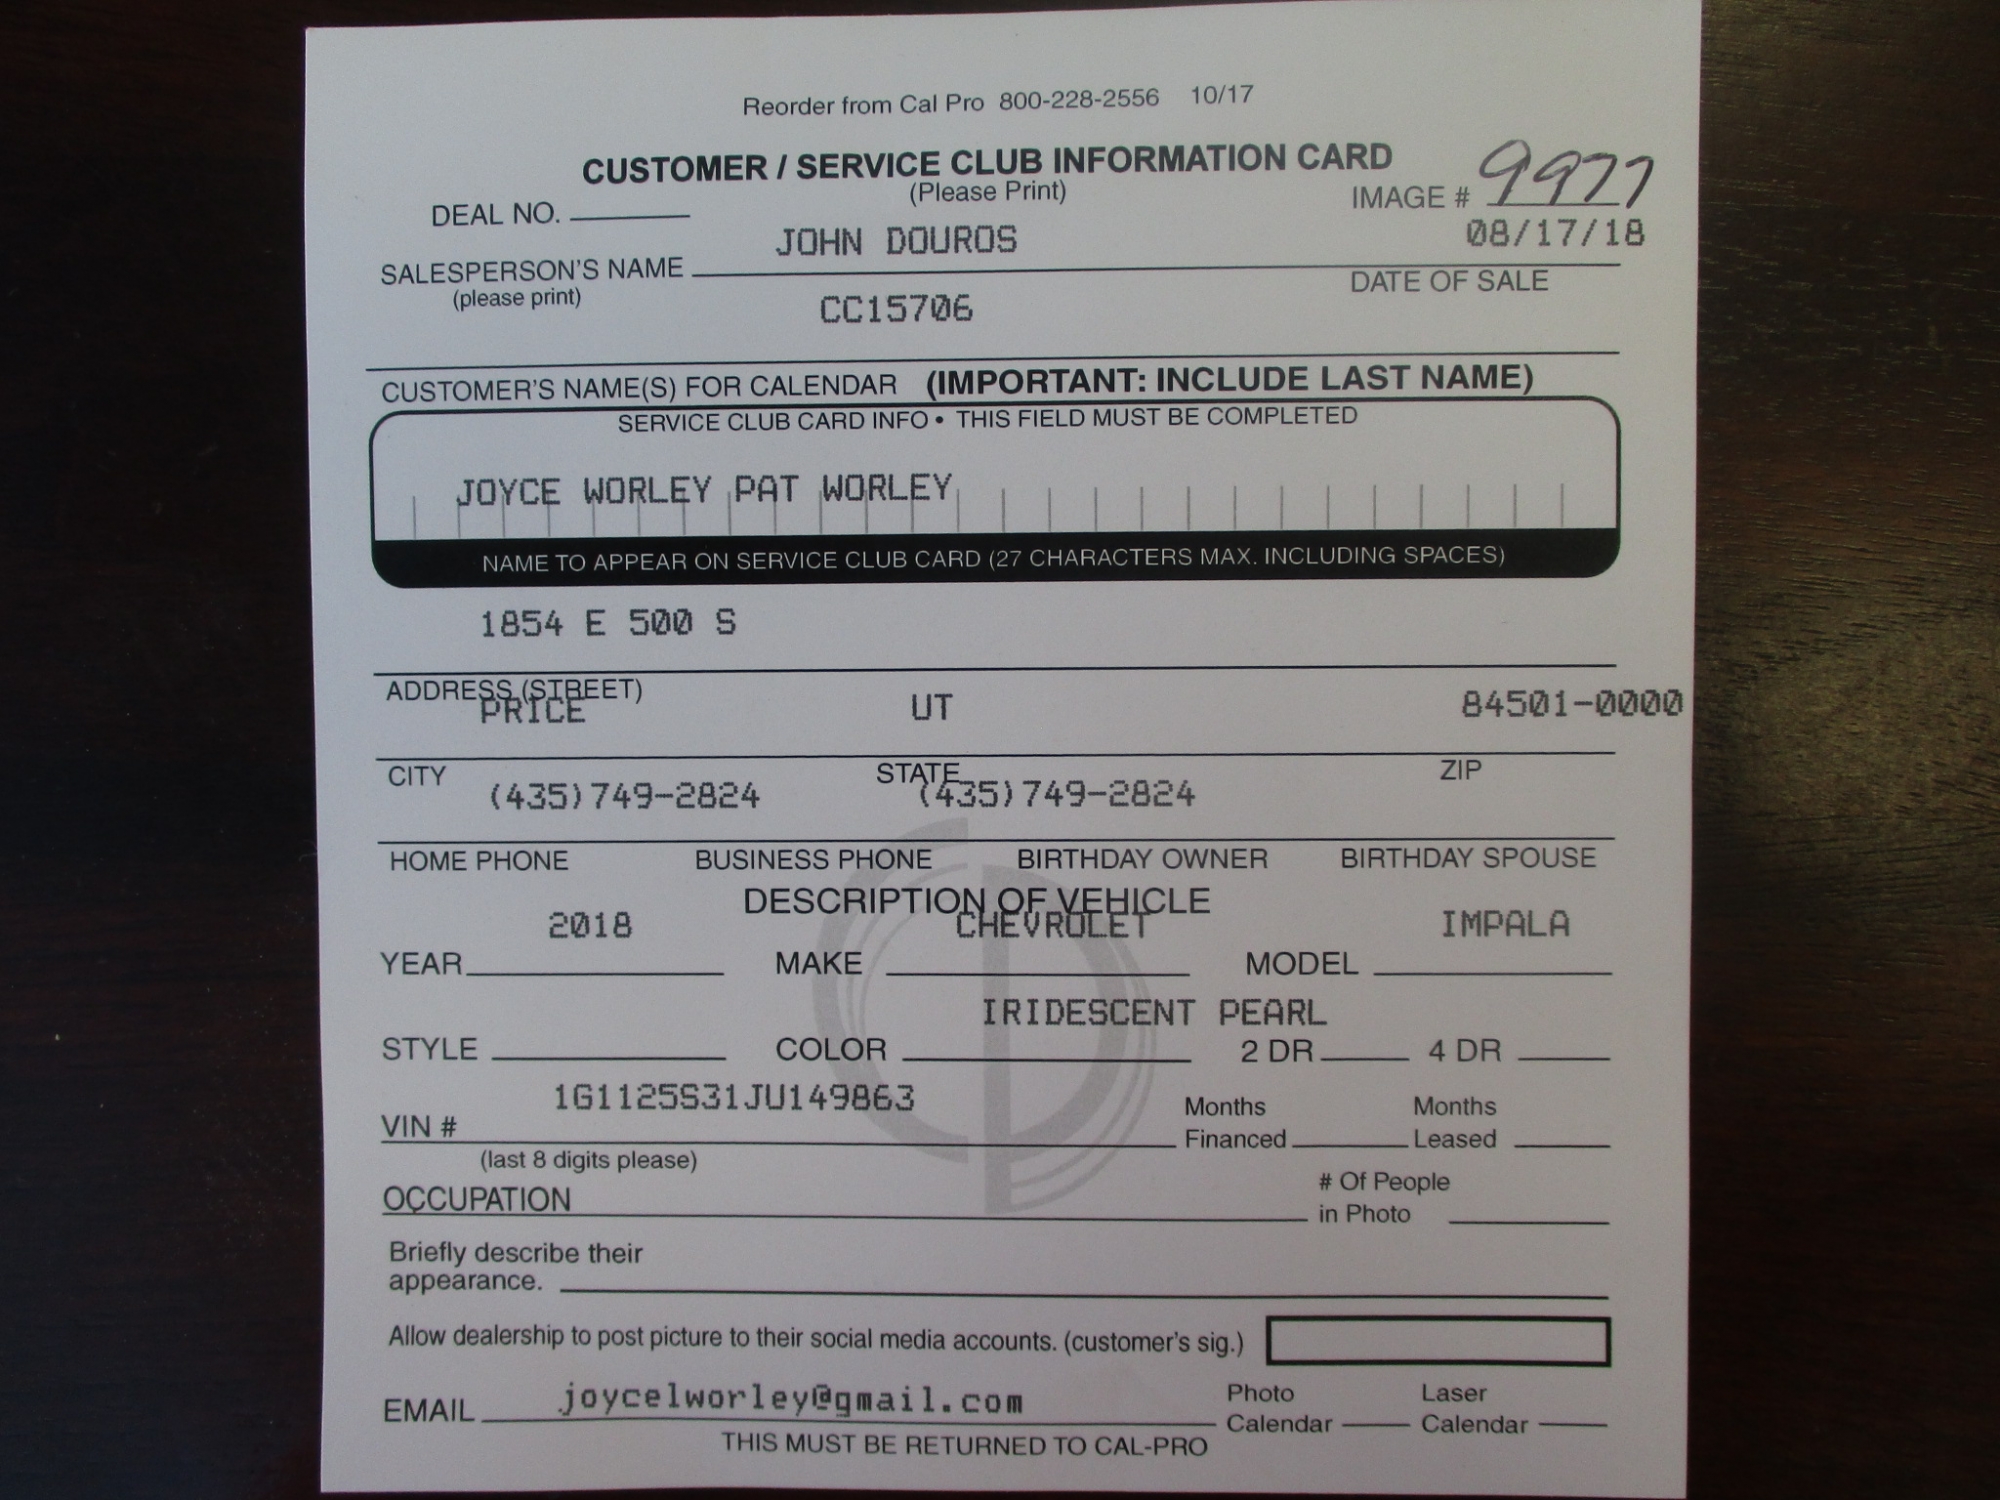 Reorder from Cal Pro 800-228-2556 10/17
CUSTOMER / SERVICE CLUB INFORMATION CARD
(Please Print)
DEAL NO. IMAGE # 9977
JOHN DOUROS 08/17/18
SALESPERSON'S NAME DATE OF SALE
(please print)
CC15706
CUSTOMER'S NAME(S) FOR CALENDAR (IMPORTANT: INCLUDE LAST NAME)
SERVICE CLUB CARD INFO • THIS FIELD MUST BE COMPLETED
JOYCE WORLEY PAT WORLEY
NAME TO APPEAR ON SERVICE CLUB CARD (27 CHARACTERS MAX. INCLUDING SPACES)
1854 E 500 S
ADDRESS (STREET)
PRICE UT 84501-0000
CITY STATE ZIP
(435)749-2824 (435)749-2824
HOME PHONE BUSINESS PHONE BIRTHDAY OWNER BIRTHDAY SPOUSE
DESCRIPTION OF VEHICLE
2018 CHEVROLET IMPALA
YEAR MAKE MODEL
IRIDESCENT PEARL
STYLE COLOR 2 DR 4 DR
1G1125S31JU149863
VIN # Months Financed Months Leased
(last 8 digits please)
OCCUPATION # Of People in Photo
Briefly describe their
appearance.
Allow dealership to post picture to their social media accounts. (customer's sig.)
EMAIL joycelworley@gmail.com Photo Calendar Laser Calendar
THIS MUST BE RETURNED TO CAL-PRO